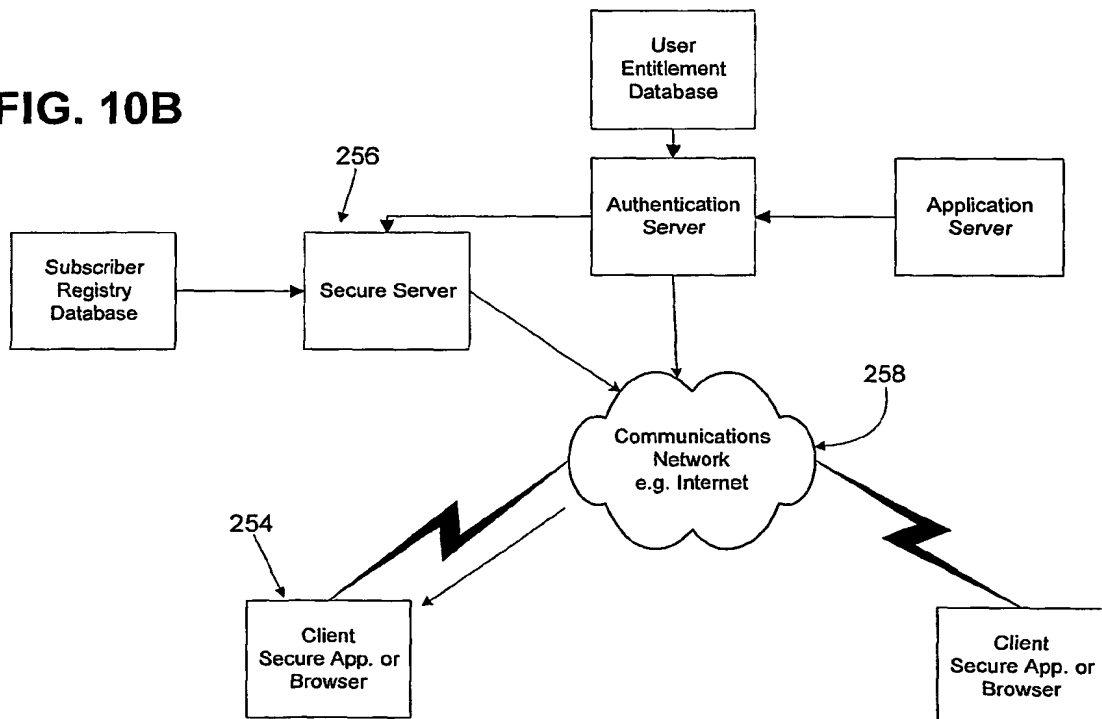 FIG. 10B
User
Entitlement
Database
256
Authentication
Server
Application
Server
Subscriber
Registry
Database
Secure Server
258
Communications
Network
e.g. Internet
254
Client
Secure App. or
Browser
Client
Secure App. or
Browser